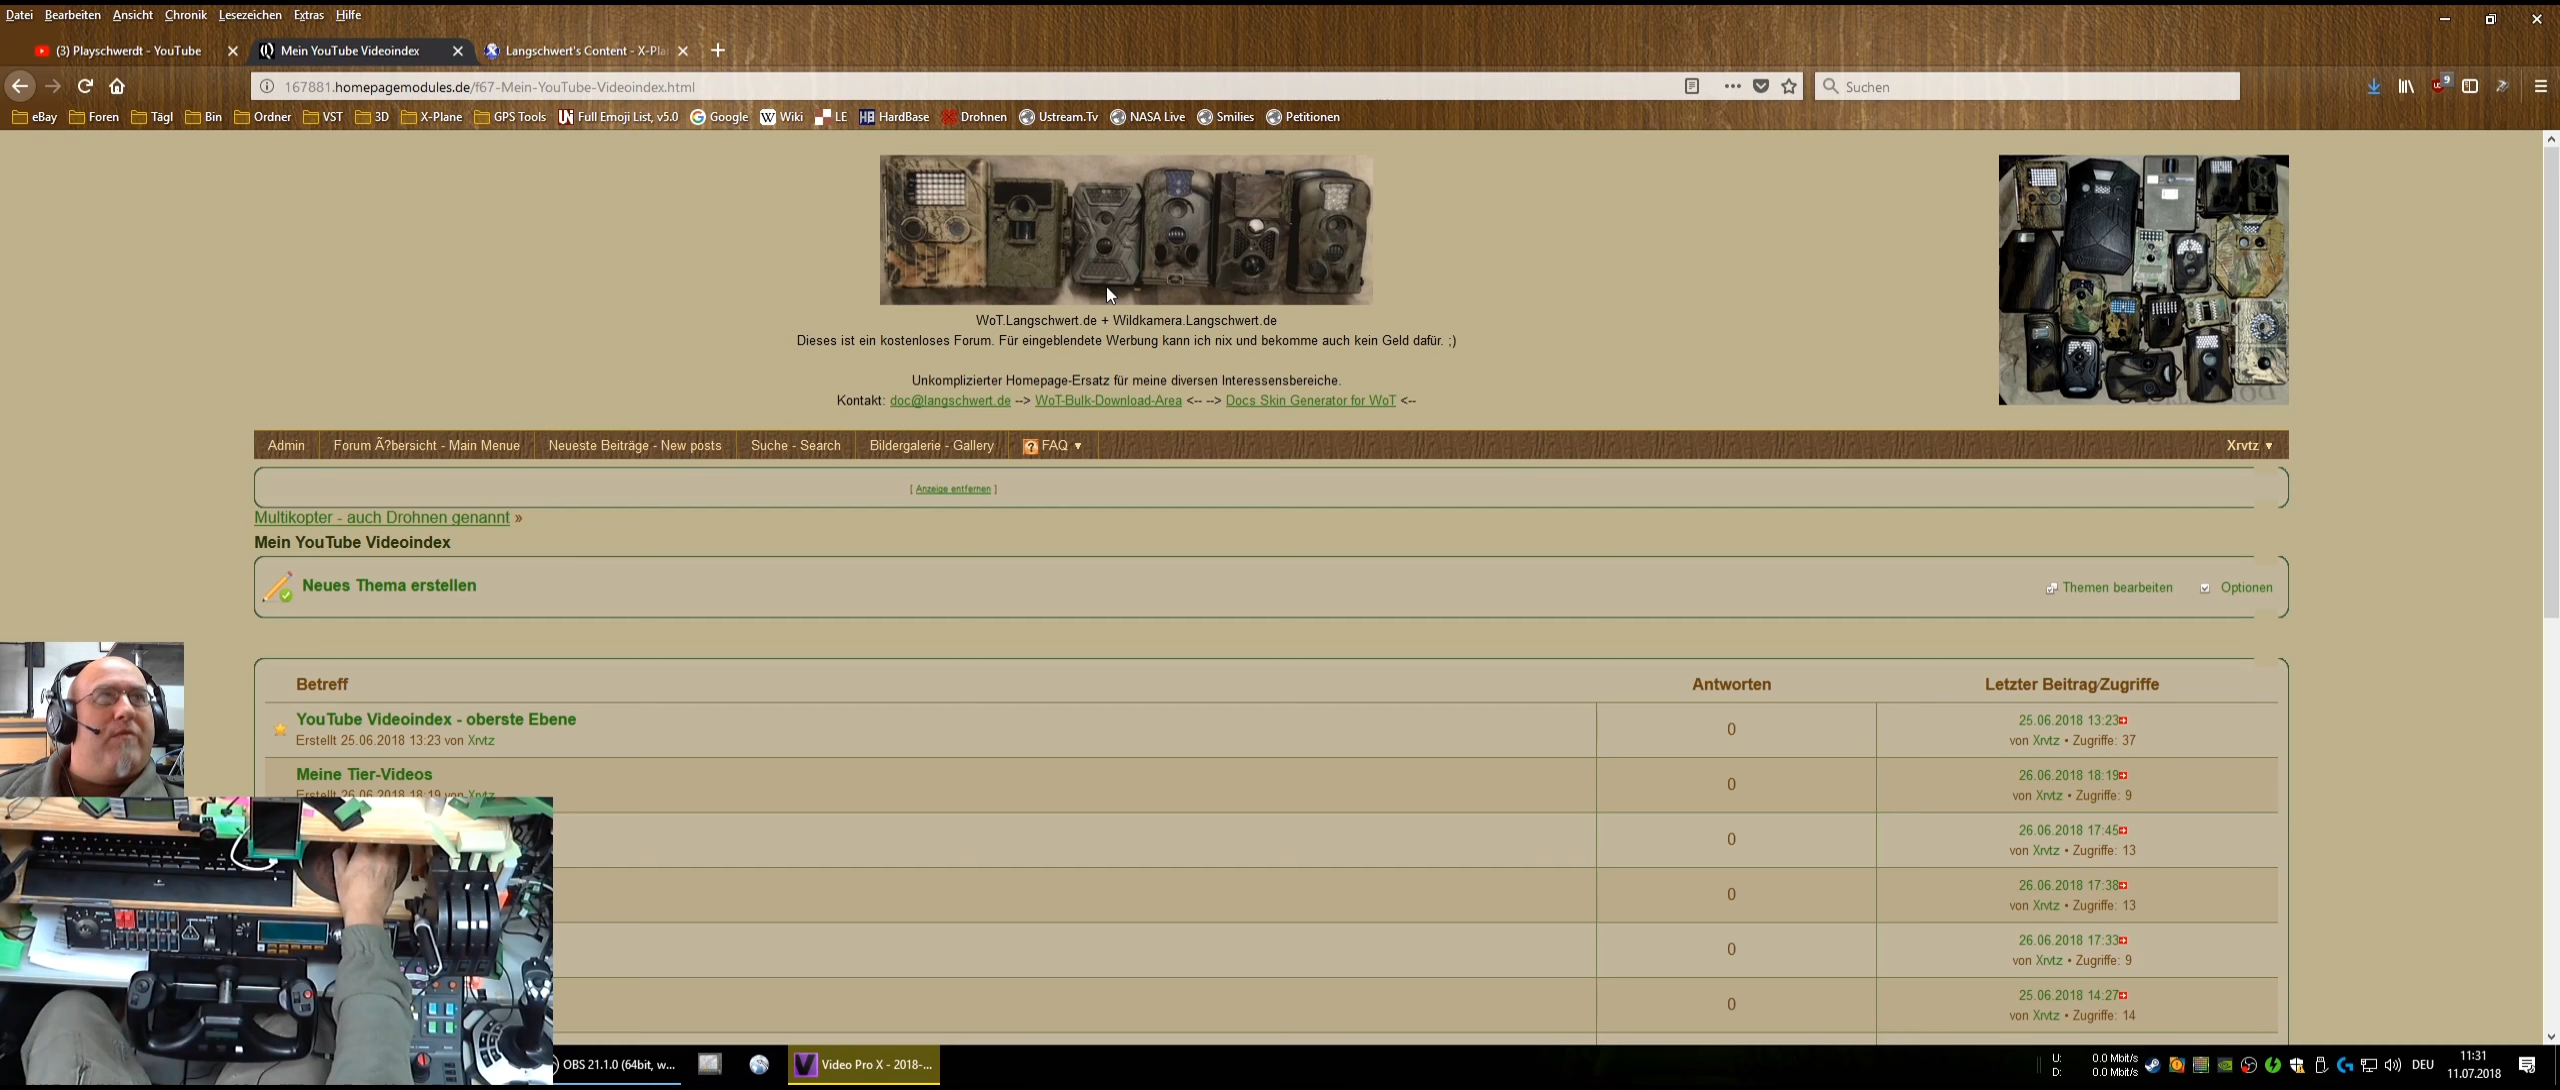 Datei Bearbeiten Ansicht Chronik Lesezeichen Extras Hilfe
(3) Playschwerdt - YouTube
Mein YouTube Videoindex
Langschwert's Content - X-Pla
167881.homepagemodules.de/f67-Mein-YouTube-Videoindex.html
Suchen
9
eBay Foren Tägl Bin Ordner VST 3D X-Plane GPS Tools Full Emoji List, v5.0 Google Wiki LE HardBase Drohnen Ustream.Tv NASA Live Smilies Petitionen
WoT.Langschwert.de + Wildkamera.Langschwert.de
Dieses ist ein kostenloses Forum. Für eingeblendete Werbung kann ich nix und bekomme auch kein Geld dafür. ;)
Unkomplizierter Homepage-Ersatz für meine diversen Interessensbereiche.
Kontakt: doc@langschwert.de --> WoT-Bulk-Download-Area <-- --> Docs Skin Generator for WoT <--
Admin Forum Ã?bersicht - Main Menue Neueste Beiträge - New posts Suche - Search Bildergalerie - Gallery FAQ ▼ Xrvtz ▼
[ Anzeige entfernen ]
Multikopter - auch Drohnen genannt »
Mein YouTube Videoindex
Neues Thema erstellen
Themen bearbeiten Optionen
Betreff Antworten Letzter Beitrag/Zugriffe
YouTube Videoindex - oberste Ebene 0 25.06.2018 13:23
Erstellt 25.06.2018 13:23 von Xrvtz von Xrvtz • Zugriffe: 37
Meine Tier-Videos 0 26.06.2018 18:19
Erstellt 26.06.2018 18:19 von Xrvtz von Xrvtz • Zugriffe: 9
0 26.06.2018 17:45
von Xrvtz • Zugriffe: 13
0 26.06.2018 17:38
von Xrvtz • Zugriffe: 13
0 26.06.2018 17:33
von Xrvtz • Zugriffe: 9
0 25.06.2018 14:27
von Xrvtz • Zugriffe: 14
OBS 21.1.0 (64bit, w...
Video Pro X - 2018-...
U: 0.0 Mbit/s
D: 0.0 Mbit/s
DEU
11:31
11.07.2018